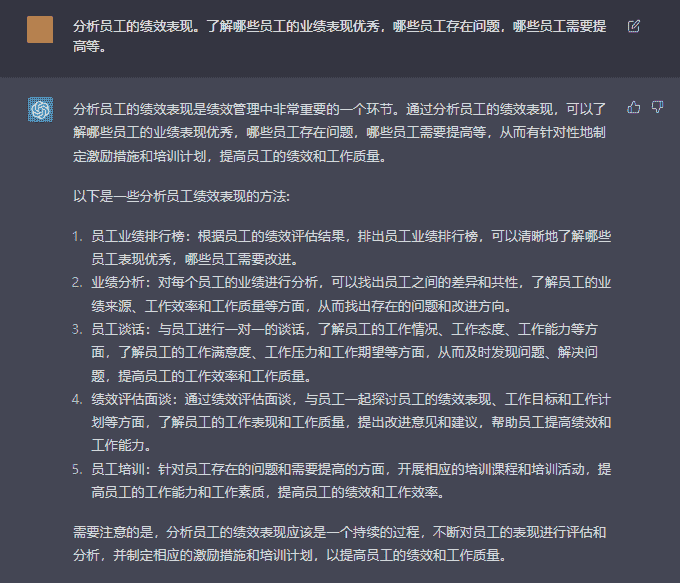 分析员工的绩效表现。了解哪些员工的业绩表现优秀，哪些员工存在问题，哪些员工需要提
高等。
分析员工的绩效表现是绩效管理中非常重要的一个环节。通过分析员工的绩效表现，可以了
解哪些员工的业绩表现优秀，哪些员工存在问题，哪些员工需要提高等，从而有针对性地制
定激励措施和培训计划，提高员工的绩效和工作质量。
以下是一些分析员工绩效表现的方法：
1. 员工业绩排行榜：根据员工的绩效评估结果，排出员工业绩排行榜，可以清晰地了解哪些
员工表现优秀，哪些员工需要改进。
2. 业绩分析：对每个员工的业绩进行分析，可以找出员工之间的差异和共性，了解员工的业
绩来源、工作效率和工作质量等方面，从而找出存在的问题和改进方向。
3. 员工谈话：与员工进行一对一的谈话，了解员工的工作情况、工作态度、工作能力等方
面，了解员工的工作满意度、工作压力和工作期望等方面，从而及时发现问题、解决问
题，提高员工的工作效率和工作质量。
4. 绩效评估面谈：通过绩效评估面谈，与员工一起探讨员工的绩效表现、工作目标和工作计
划等方面，了解员工的工作表现和工作质量，提出改进意见和建议，帮助员工提高绩效和
工作能力。
5. 员工培训：针对员工存在的问题和需要提高的方面，开展相应的培训课程和培训活动，提
高员工的工作能力和工作素质，提高员工的绩效和工作效率。
需要注意的是，分析员工的绩效表现应该是一个持续的过程，不断对员工的表现进行评估和
分析，并制定相应的激励措施和培训计划，以提高员工的绩效和工作质量。